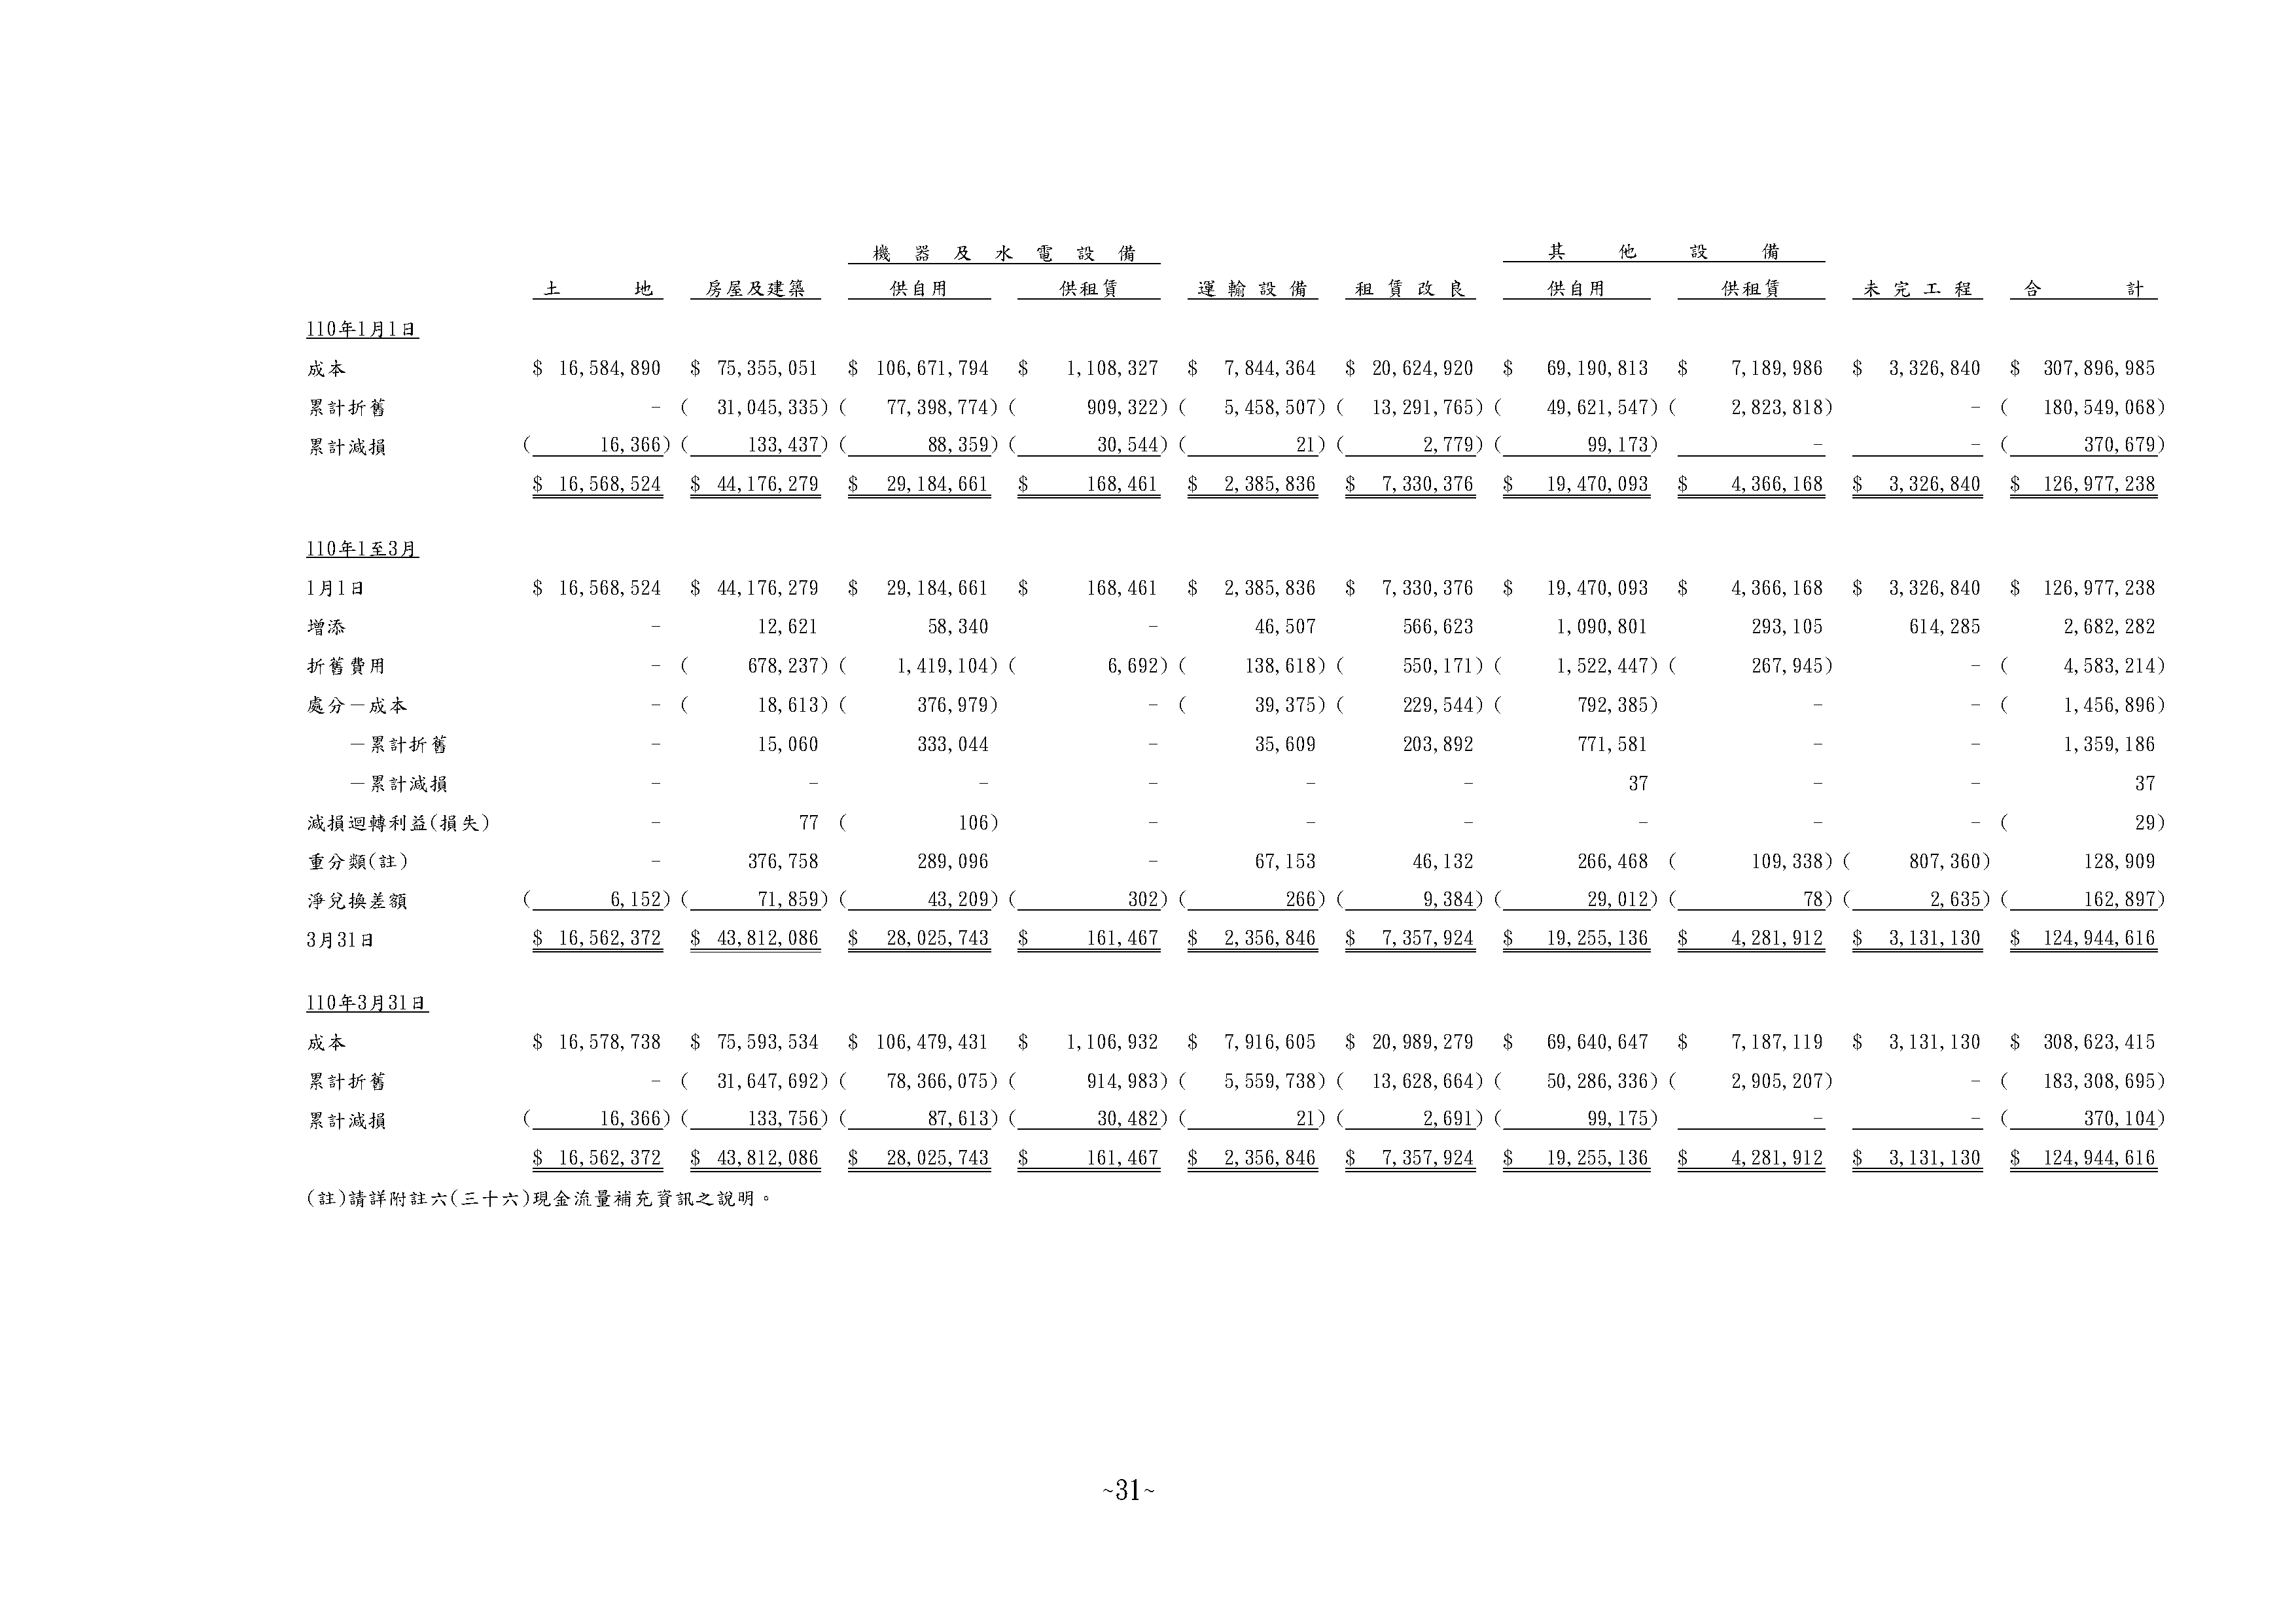 機器及水電設備 其他設備
土地 房屋及建築 供自用 供租賃 運輸設備 租賃改良 供自用 供租賃 未完工程 合計
110年1月1日
成本 $ 16,584,890 $ 75,355,051 $ 106,671,794 $ 1,108,327 $ 7,844,364 $ 20,624,920 $ 69,190,813 $ 7,189,986 $ 3,326,840 $ 307,896,985
累計折舊 - ( 31,045,335) ( 77,398,774) ( 909,322) ( 5,458,507) ( 13,291,765) ( 49,621,547) ( 2,823,818) - ( 180,549,068)
累計減損 ( 16,366) ( 133,437) ( 88,359) ( 30,544) ( 21) ( 2,779) ( 99,173) - - ( 370,679)
$ 16,568,524 $ 44,176,279 $ 29,184,661 $ 168,461 $ 2,385,836 $ 7,330,376 $ 19,470,093 $ 4,366,168 $ 3,326,840 $ 126,977,238
110年1至3月
1月1日 $ 16,568,524 $ 44,176,279 $ 29,184,661 $ 168,461 $ 2,385,836 $ 7,330,376 $ 19,470,093 $ 4,366,168 $ 3,326,840 $ 126,977,238
增添 - 12,621 58,340 - 46,507 566,623 1,090,801 293,105 614,285 2,682,282
折舊費用 - ( 678,237) ( 1,419,104) ( 6,692) ( 138,618) ( 550,171) ( 1,522,447) ( 267,945) - ( 4,583,214)
處分－成本 - ( 18,613) ( 376,979) - ( 39,375) ( 229,544) ( 792,385) - - ( 1,456,896)
－累計折舊 - 15,060 333,044 - 35,609 203,892 771,581 - - 1,359,186
－累計減損 - - - - - - 37 - - 37
減損迴轉利益(損失) - 77 ( 106) - - - - - - ( 29)
重分類(註) - 376,758 289,096 - 67,153 46,132 266,468 ( 109,338) ( 807,360) 128,909
淨兌換差額 ( 6,152) ( 71,859) ( 43,209) ( 302) ( 266) ( 9,384) ( 29,012) ( 78) ( 2,635) ( 162,897)
3月31日 $ 16,562,372 $ 43,812,086 $ 28,025,743 $ 161,467 $ 2,356,846 $ 7,357,924 $ 19,255,136 $ 4,281,912 $ 3,131,130 $ 124,944,616
110年3月31日
成本 $ 16,578,738 $ 75,593,534 $ 106,479,431 $ 1,106,932 $ 7,916,605 $ 20,989,279 $ 69,640,647 $ 7,187,119 $ 3,131,130 $ 308,623,415
累計折舊 - ( 31,647,692) ( 78,366,075) ( 914,983) ( 5,559,738) ( 13,628,664) ( 50,286,336) ( 2,905,207) - ( 183,308,695)
累計減損 ( 16,366) ( 133,756) ( 87,613) ( 30,482) ( 21) ( 2,691) ( 99,175) - - ( 370,104)
$ 16,562,372 $ 43,812,086 $ 28,025,743 $ 161,467 $ 2,356,846 $ 7,357,924 $ 19,255,136 $ 4,281,912 $ 3,131,130 $ 124,944,616
(註)請詳附註六(三十六)現金流量補充資訊之說明。
~31~